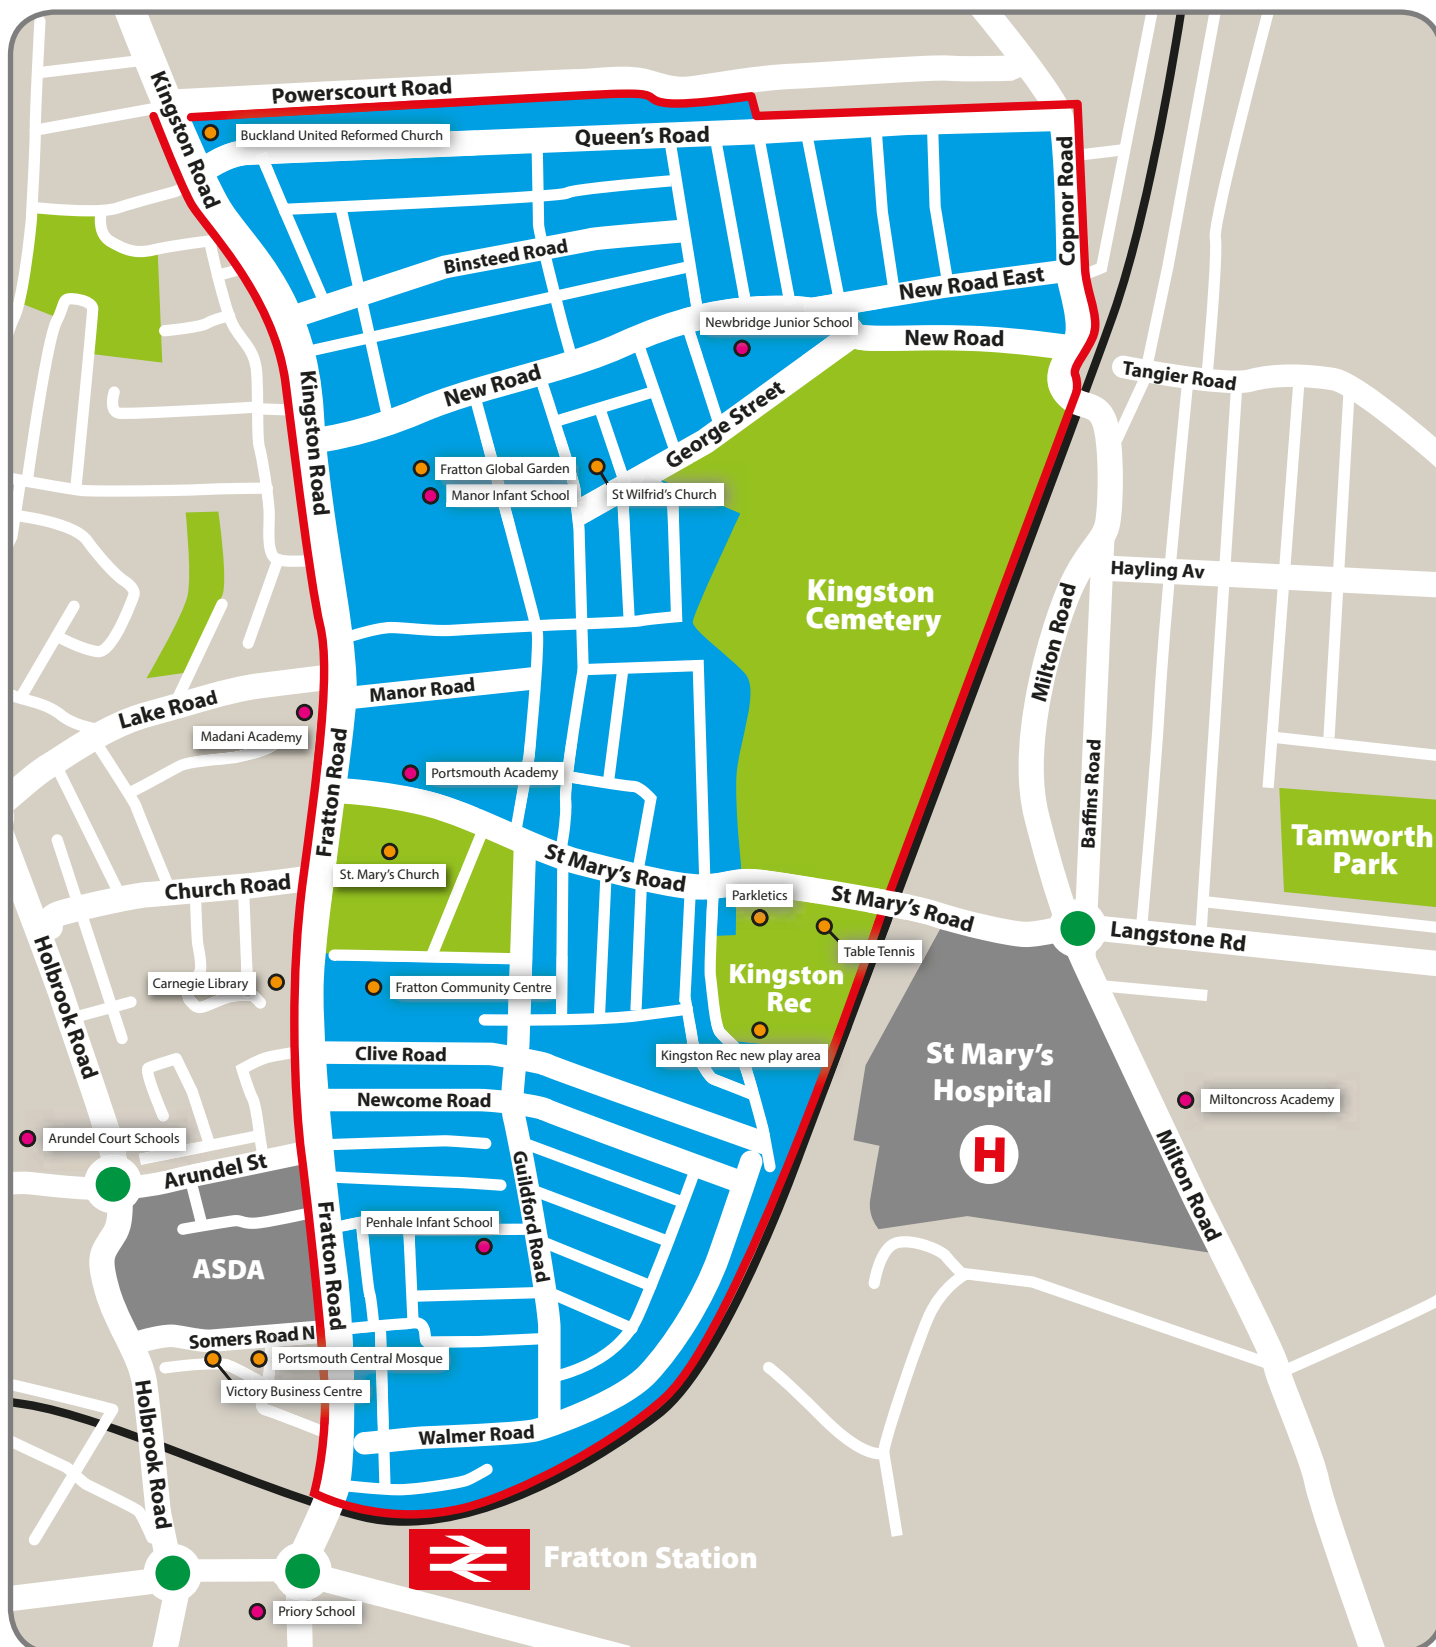 Powerscourt Road
Kingston Road
Buckland United Reformed Church
Queen's Road
Copnor Road
Binsteed Road
New Road East
Newbridge Junior School
New Road
Tangier Road
Kingston Road
New Road
George Street
Fratton Global Garden
Manor Infant School
St Wilfrid's Church
Hayling Av
Kingston
Cemetery
Milton Road
Manor Road
Lake Road
Madani Academy
Fratton Road
Portsmouth Academy
Baffins Road
Tamworth
Park
St. Mary's Church
St Mary's Road
Church Road
Parkletics
St Mary's Road
Langstone Rd
Table Tennis
Holbrook Road
Carnegie Library
Fratton Community Centre
Kingston
Rec
Clive Road
Kingston Rec new play area
St Mary's
Hospital
H
Newcome Road
Miltoncross Academy
Arundel Court Schools
Arundel St
Guildford Road
Milton Road
Penhale Infant School
Fratton Road
ASDA
Somers Road N
Portsmouth Central Mosque
Victory Business Centre
Holbrook Road
Walmer Road
Fratton Station
Priory School